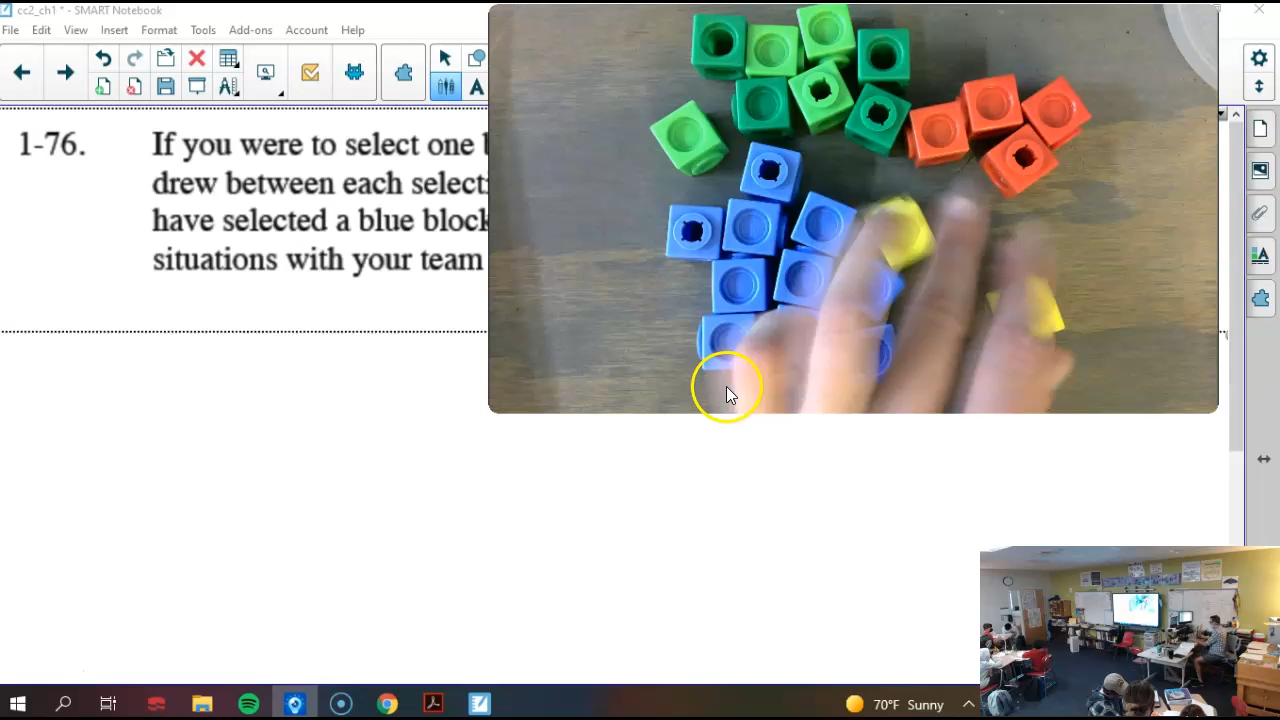 cc2_ch1 * - SMART Notebook
File Edit View Insert Format Tools Add-ons Account Help
A
1-76. If you were to select one
drew between each
have selected a blue block
situations with your team
70°F Sunny